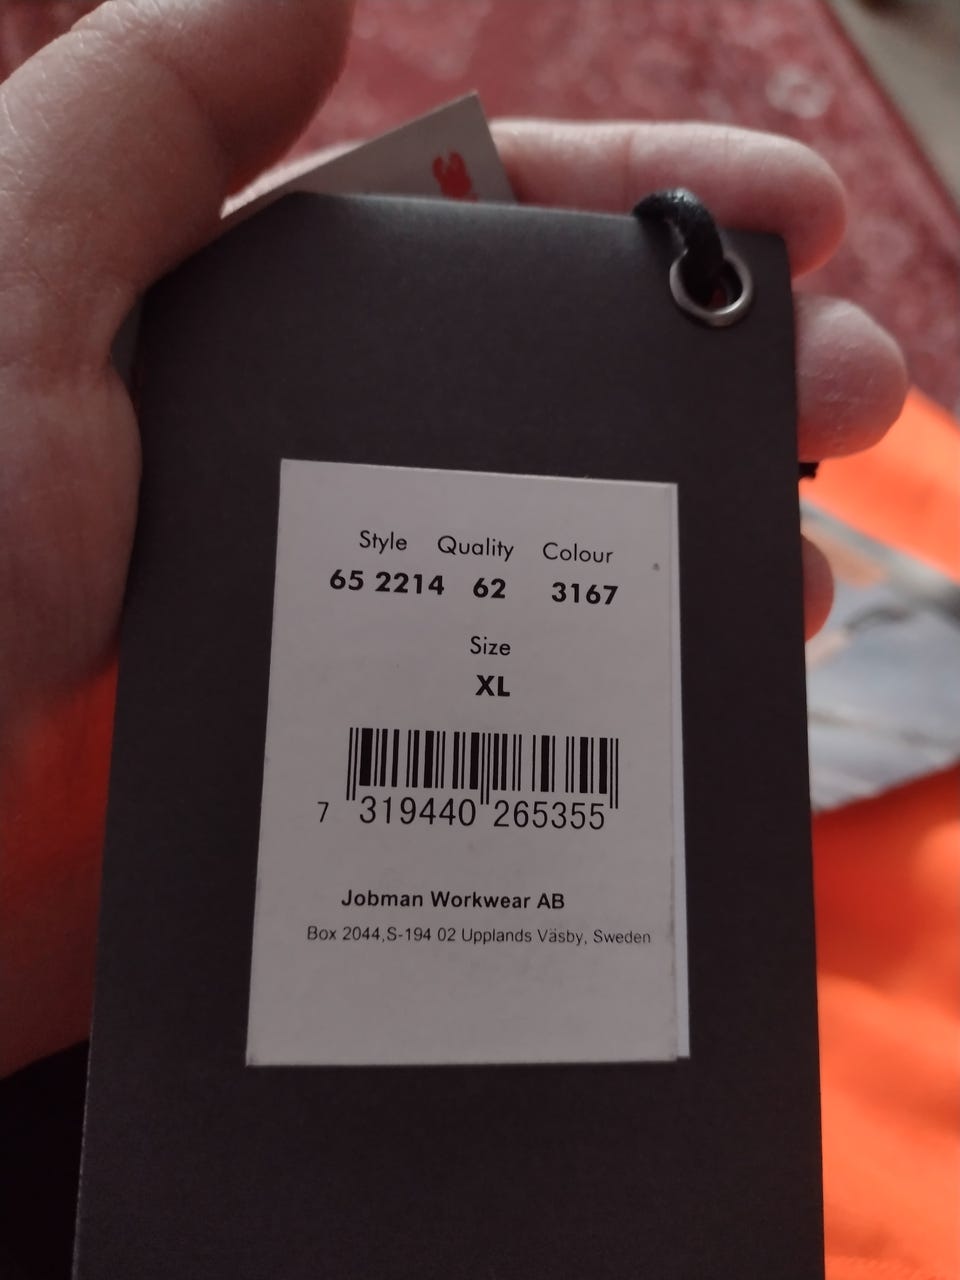 Style Quality Colour
65 2214 62 3167
Size
XL
7 319440 265355
Jobman Workwear AB
Box 2044,S-194 02 Upplands Väsby, Sweden